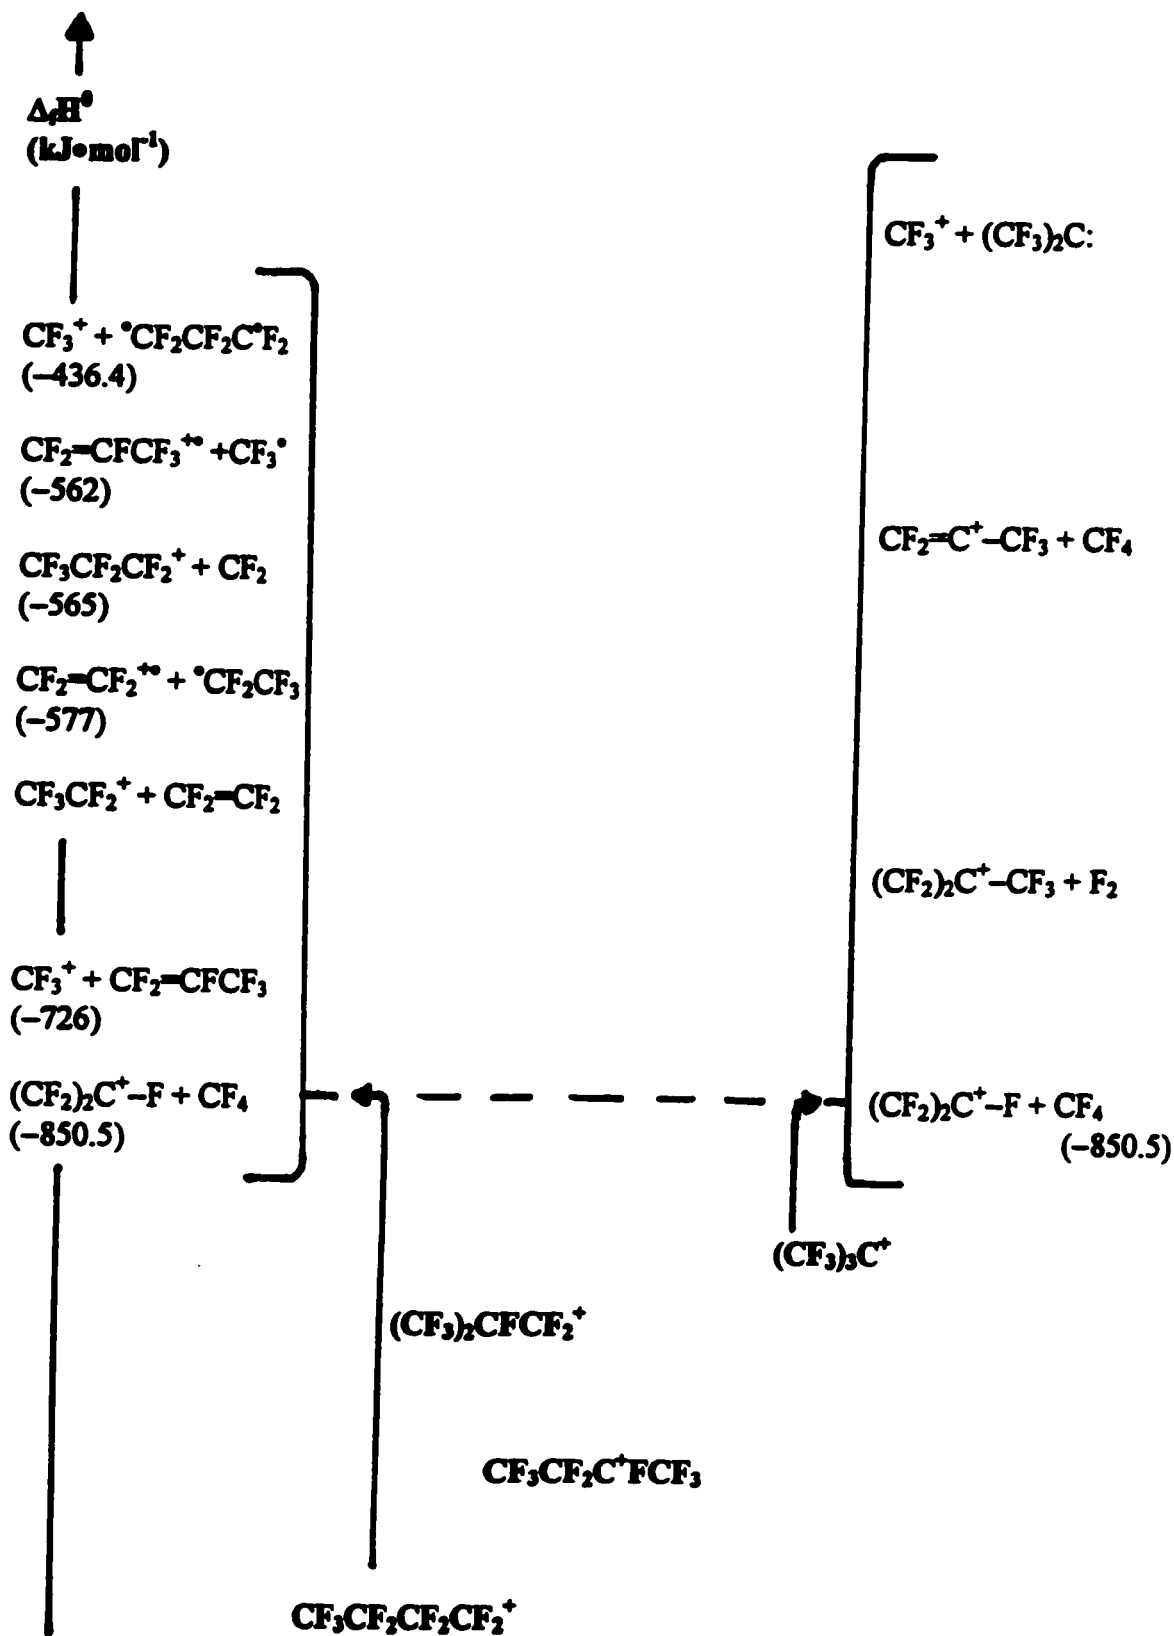 ΔfH⁰
(kJ•mol⁻¹)
CF₃⁺ + •CF₂CF₂C•F₂
(−436.4)
CF₂=CFCF₃⁺• +CF₃•
(−562)
CF₃CF₂CF₂⁺ + CF₂
(−565)
CF₂=CF₂⁺• + •CF₂CF₃
(−577)
CF₃CF₂⁺ + CF₂=CF₂
CF₃⁺ + CF₂=CFCF₃
(−726)
(CF₂)₂C⁺−F + CF₄
(−850.5)
CF₃⁺ + (CF₃)₂C:
CF₂=C⁺−CF₃ + CF₄
(CF₂)₂C⁺−CF₃ + F₂
(CF₂)₂C⁺−F + CF₄
(−850.5)
(CF₃)₃C⁺
(CF₃)₂CFCF₂⁺
CF₃CF₂C⁺FCF₃
CF₃CF₂CF₂CF₂⁺